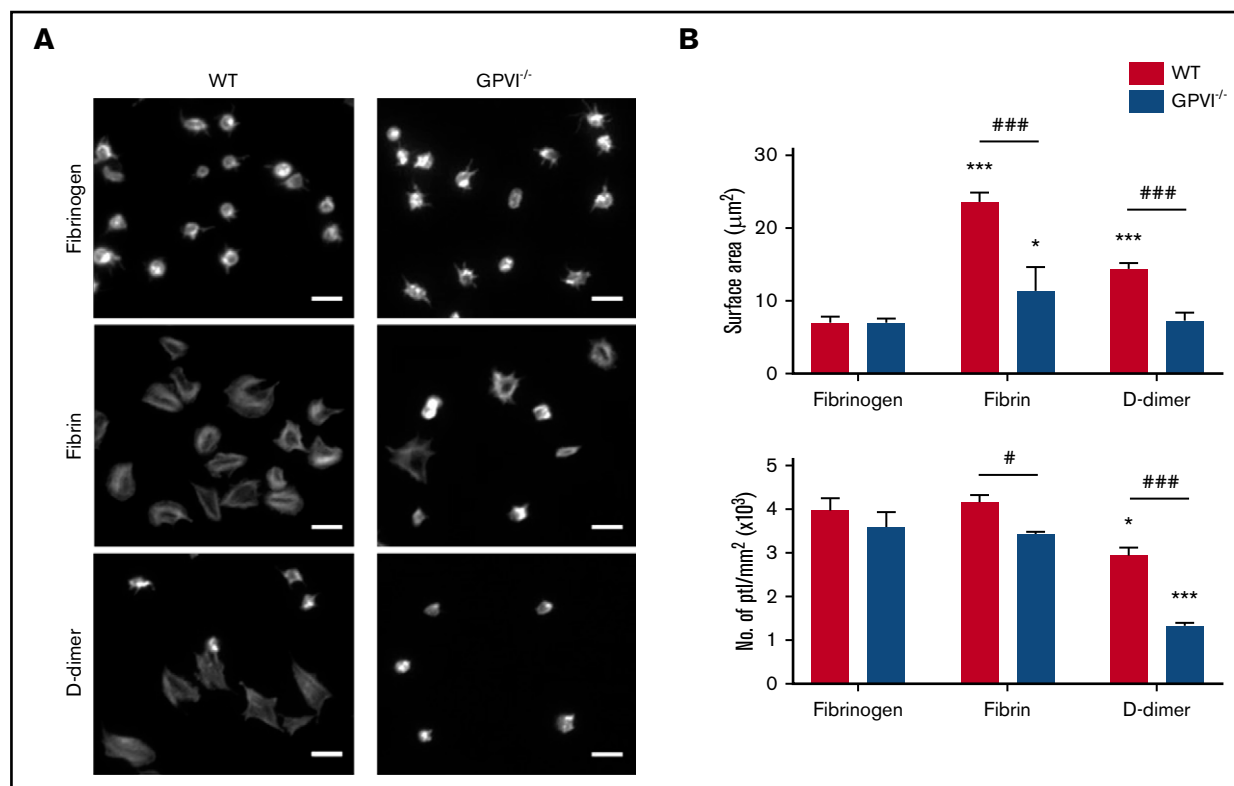 A
WT
GPVI-/-
Fibrinogen
Fibrin
D-dimer
B
WT
GPVI-/-
###
***
###
*
***
30
20
10
0
Surface area (μm2)
Fibrinogen Fibrin D-dimer
#
###
*
***
5
4
3
2
1
0
No. of ptl/mm2 (x103)
Fibrinogen Fibrin D-dimer